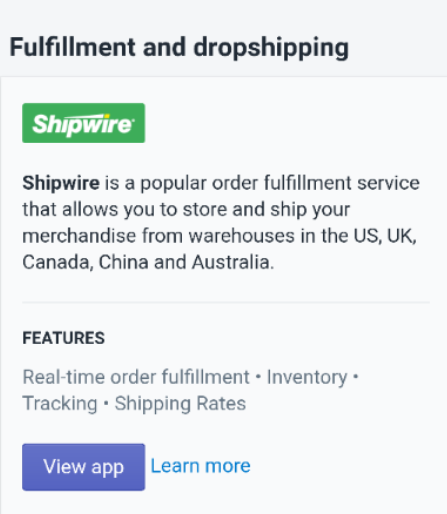 Fulfillment and dropshipping
Shipwire
Shipwire is a popular order fulfillment service
that allows you to store and ship your
merchandise from warehouses in the US, UK,
Canada, China and Australia.
FEATURES
Real-time order fulfillment • Inventory •
Tracking • Shipping Rates
View app Learn more